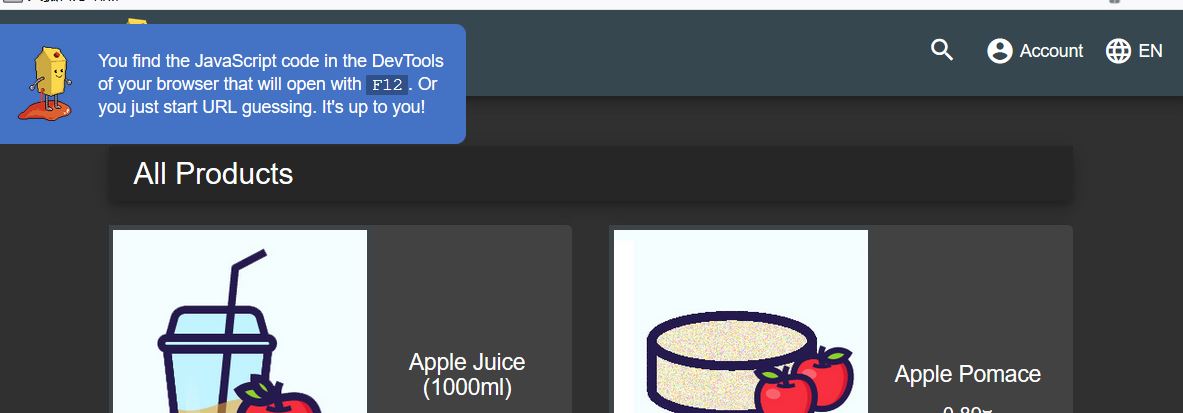 Account
EN
You find the JavaScript code in the DevTools
of your browser that will open with F12. Or
you just start URL guessing. It's up to you!
All Products
Apple Juice
(1000ml)
Apple Pomace